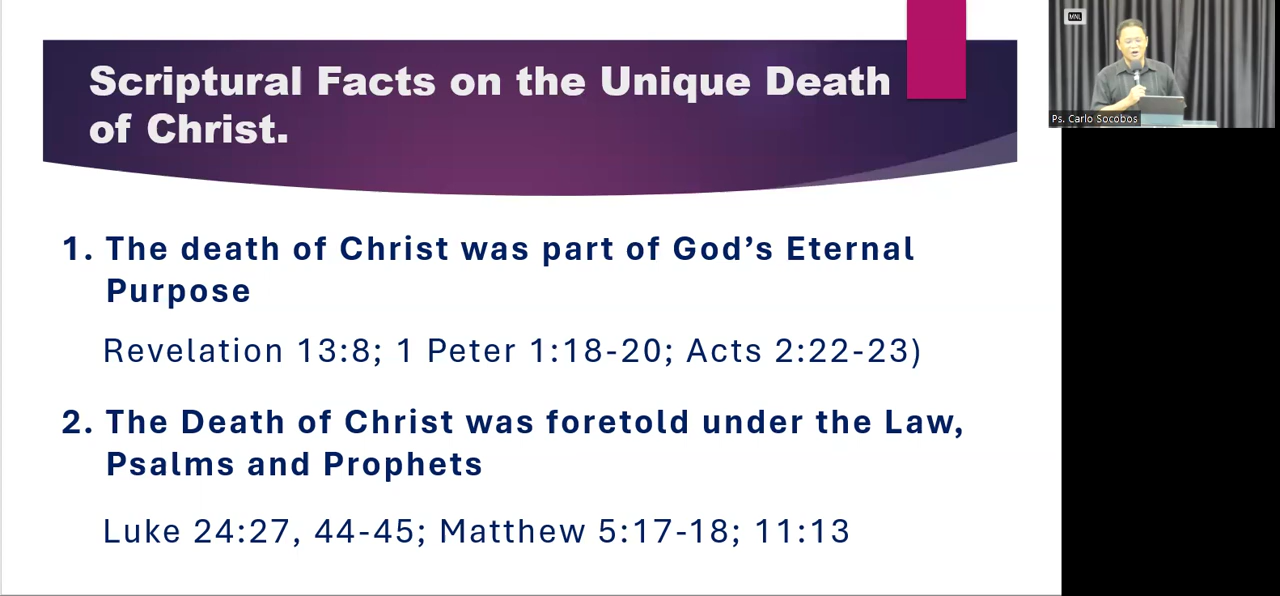 Scriptural Facts on the Unique Death
of Christ.
1. The death of Christ was part of God’s Eternal
Purpose
Revelation 13:8; 1 Peter 1:18-20; Acts 2:22-23)
2. The Death of Christ was foretold under the Law,
Psalms and Prophets
Luke 24:27, 44-45; Matthew 5:17-18; 11:13
MNL
Ps. Carlo Socobos